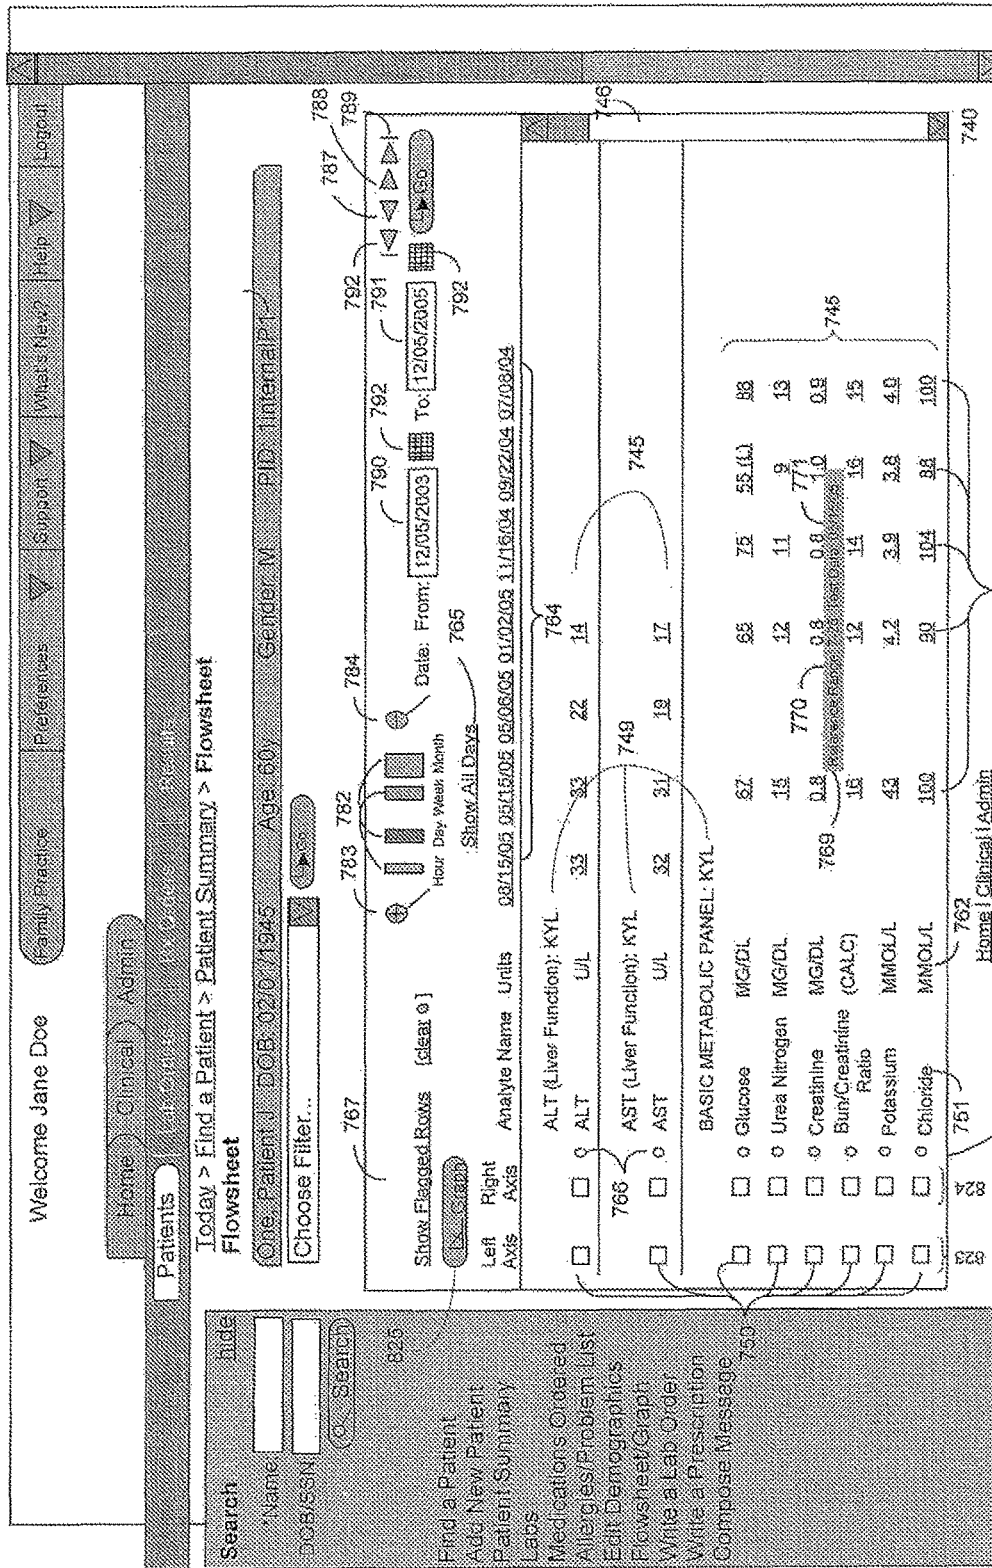 Welcome Jane Doe
Family Practice Preferences Support What's New? Help Logout
Home Clinical Admin
Patients
Today > Find a Patient > Patient Summary > Flowsheet
Flowsheet
One, Patient J DOB: 02/01/1945 Age: 60y, Gender: M PID: 1internalP1
Choose Filter... Go
Search hide
*Name:
DOB/SSN:
Search
825
Find a Patient
Add New Patient
Patient Summary
Labs
Medications Ordered
Allergies/Problem List
Edit Demographics
Flowsheet/Graph
Write a Lab Order
Write a Prescription
Compose Message
750
767 783 782 784 790 792 791 792 787 788 789
Show Flagged Rows [clear]
Hour Day Week Month
Date: From: 12/05/2003 To: 12/05/2005 Go
792
Graph
Show All Days 765
Left Axis Right Axis Analyte Name Units 08/15/05 05/15/05 05/06/05 01/02/05 11/16/04 09/22/04 07/08/04
764
746
ALT (Liver Function): KYL
ALT U/L 33 33 22 14
766
749
745
AST (Liver Function): KYL
AST U/L 32 31 19 17
BASIC METABOLIC PANEL: KYL
Glucose MG/DL 67 65 75 55 (L) 88
745
Urea Nitrogen MG/DL 15 12 11 9 13
Creatinine MG/DL 0.8 0.8 0.8 1.0 0.9
769 770 771
Bun/Creatinine Ratio (CALC) 16 12 14 16 15
Potassium MMOL/L 43 4.2 3.9 3.8 4.0
Chloride MMOL/L 100 90 104 88 100
823 824 751 762
Home | Clinical | Admin
740